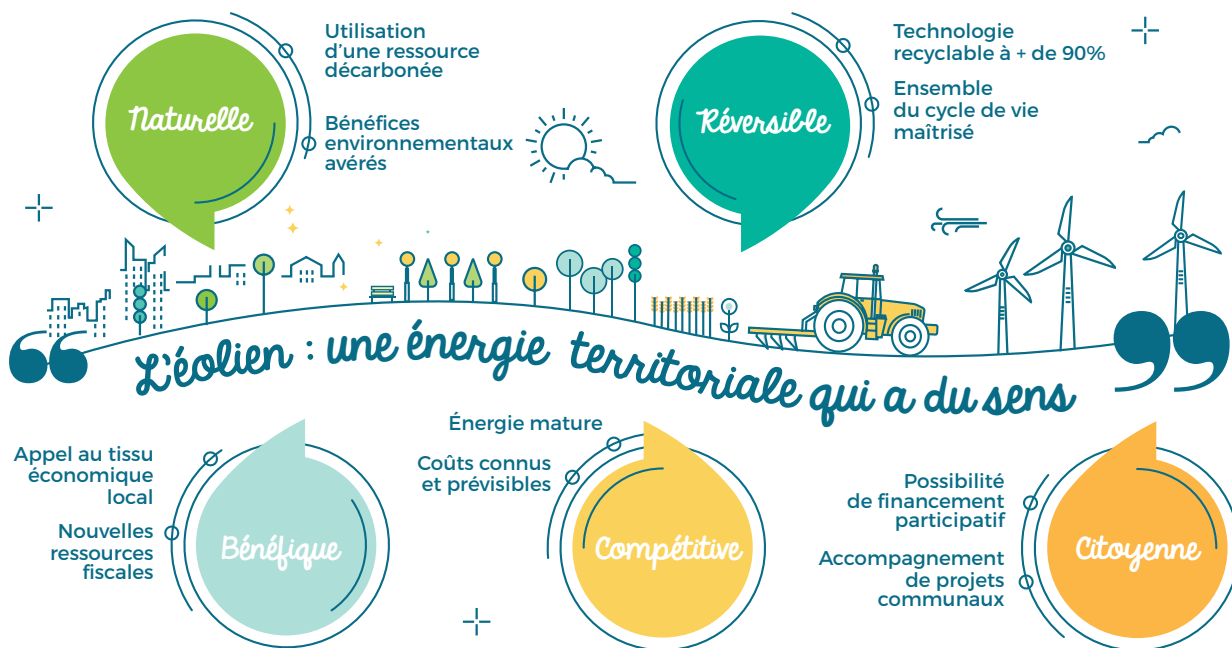 Naturelle
Utilisation
d'une ressource
décarbonée
Bénéfices
environnementaux
avérés
Réversible
Technologie
recyclable à + de 90%
Ensemble
du cycle de vie
maîtrisé
“ L'éolien : une énergie territoriale qui a du sens ”
Appel au tissu
économique
local
Nouvelles
ressources
fiscales
Bénéfique
Énergie mature
Coûts connus
et prévisibles
Compétitive
Possibilité
de financement
participatif
Accompagnement
de projets
communaux
Citoyenne